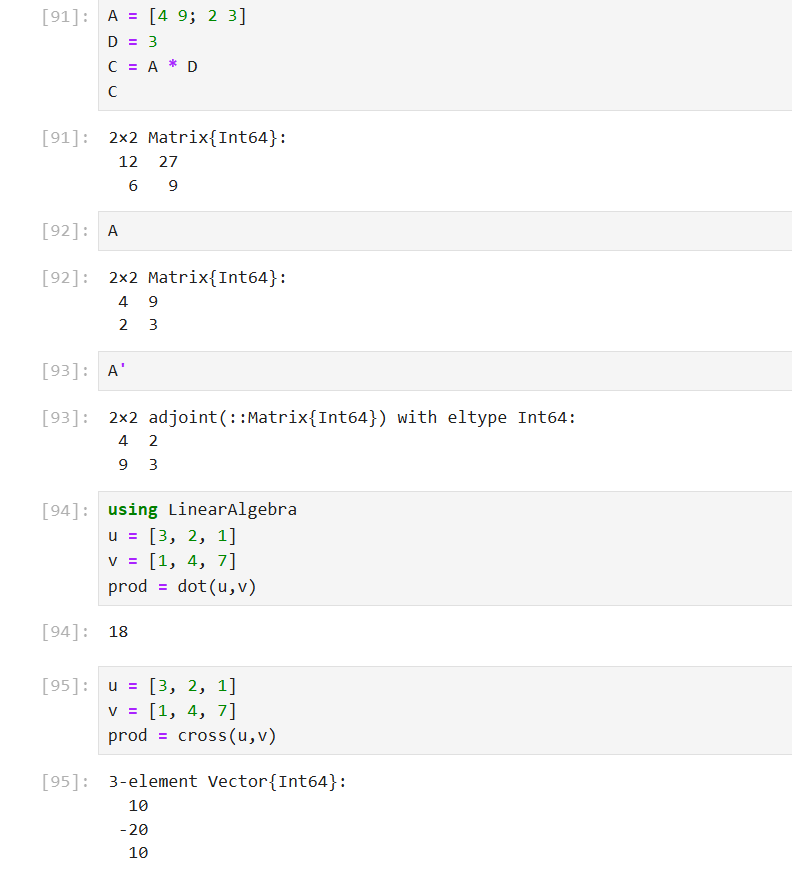 [91]: A = [4 9; 2 3]
D = 3
C = A * D
C
[91]: 2×2 Matrix{Int64}:
 12  27
  6   9
[92]: A
[92]: 2×2 Matrix{Int64}:
 4  9
 2  3
[93]: A'
[93]: 2×2 adjoint(::Matrix{Int64}) with eltype Int64:
 4  2
 9  3
[94]: using LinearAlgebra
u = [3, 2, 1]
v = [1, 4, 7]
prod = dot(u,v)
[94]: 18
[95]: u = [3, 2, 1]
v = [1, 4, 7]
prod = cross(u,v)
[95]: 3-element Vector{Int64}:
  10
 -20
  10